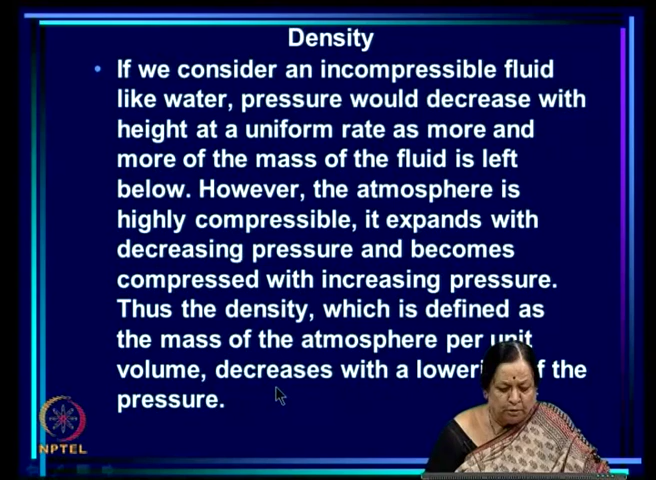 Density
• If we consider an incompressible fluid
like water, pressure would decrease with
height at a uniform rate as more and
more of the mass of the fluid is left
below. However, the atmosphere is
highly compressible, it expands with
decreasing pressure and becomes
compressed with increasing pressure.
Thus the density, which is defined as
the mass of the atmosphere per unit
volume, decreases with a the
pressure.
NPTEL